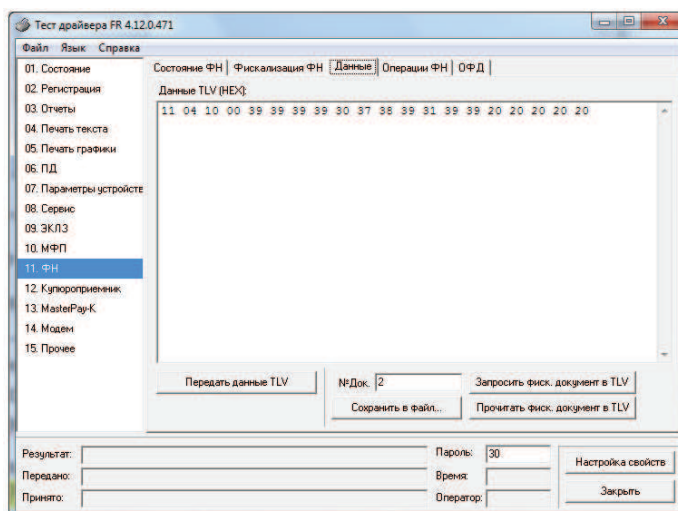 Тест драйвера FR 4.12.0.471
Файл Язык Справка
01. Состояние
02. Регистрация
03. Отчеты
04. Печать текста
05. Печать графики
06. ПД
07. Параметры устройств
08. Сервис
09. ЭКЛЗ
10. МФП
11. ФН
12. Купюроприемник
13. MasterPay-K
14. Модем
15. Прочее
Состояние ФН Фискализация ФН Данные Операции ФН ОФД
Данные TLV (HEX):
11 04 10 00 39 39 39 39 30 37 38 39 31 39 39 20 20 20 20 20
Передать данные TLV
№Док. 2
Запросить фиск. документ в TLV
Сохранить в файл...
Прочитать фиск. документ в TLV
Результат:
Пароль: 30
Передано:
Время:
Принято:
Оператор:
Настройка свойств
Закрыть